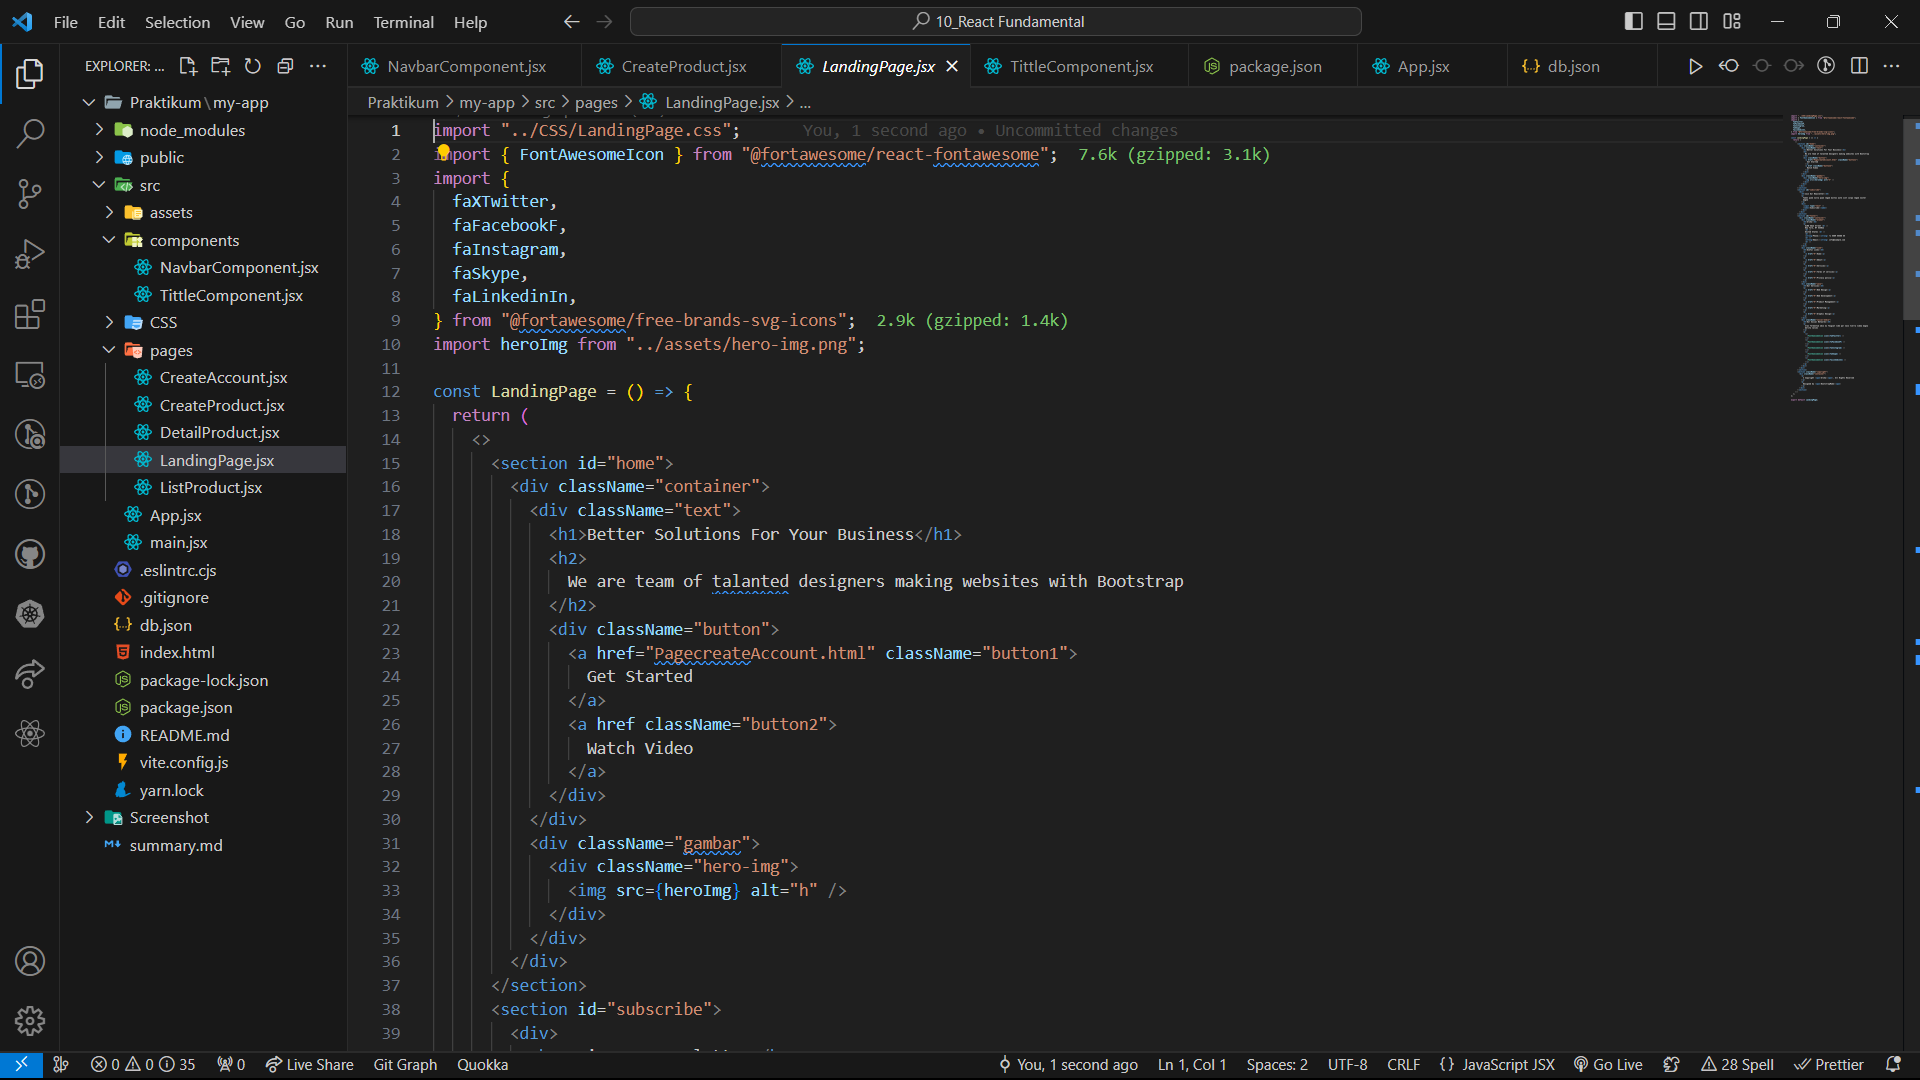 File Edit Selection View Go Run Terminal Help
10_React Fundamental
EXPLORER: ...
NavbarComponent.jsx
CreateProduct.jsx
LandingPage.jsx
TittleComponent.jsx
package.json
App.jsx
db.json
Praktikum > my-app > src > pages > LandingPage.jsx > ...
Praktikum\my-app
node_modules
public
src
assets
components
NavbarComponent.jsx
TittleComponent.jsx
CSS
pages
CreateAccount.jsx
CreateProduct.jsx
DetailProduct.jsx
LandingPage.jsx
ListProduct.jsx
App.jsx
main.jsx
.eslintrc.cjs
.gitignore
db.json
index.html
package-lock.json
package.json
README.md
vite.config.js
yarn.lock
Screenshot
summary.md
1 import "../CSS/LandingPage.css"; You, 1 second ago • Uncommitted changes
2 import { FontAwesomeIcon } from "@fortawesome/react-fontawesome"; 7.6k (gzipped: 3.1k)
3 import {
4 faXTwitter,
5 faFacebookF,
6 faInstagram,
7 faSkype,
8 faLinkedinIn,
9 } from "@fortawesome/free-brands-svg-icons"; 2.9k (gzipped: 1.4k)
10 import heroImg from "../assets/hero-img.png";
11
12 const LandingPage = () => {
13 return (
14 <>
15 <section id="home">
16 <div className="container">
17 <div className="text">
18 <h1>Better Solutions For Your Business</h1>
19 <h2>
20 We are team of talanted designers making websites with Bootstrap
21 </h2>
22 <div className="button">
23 <a href="PagecreateAccount.html" className="button1">
24 Get Started
25 </a>
26 <a href className="button2">
27 Watch Video
28 </a>
29 </div>
30 </div>
31 <div className="gambar">
32 <div className="hero-img">
33 <img src={heroImg} alt="h" />
34 </div>
35 </div>
36 </div>
37 </section>
38 <section id="subscribe">
39 <div>
0 0 35 0 Live Share Git Graph Quokka You, 1 second ago Ln 1, Col 1 Spaces: 2 UTF-8 CRLF {} JavaScript JSX Go Live 28 Spell Prettier